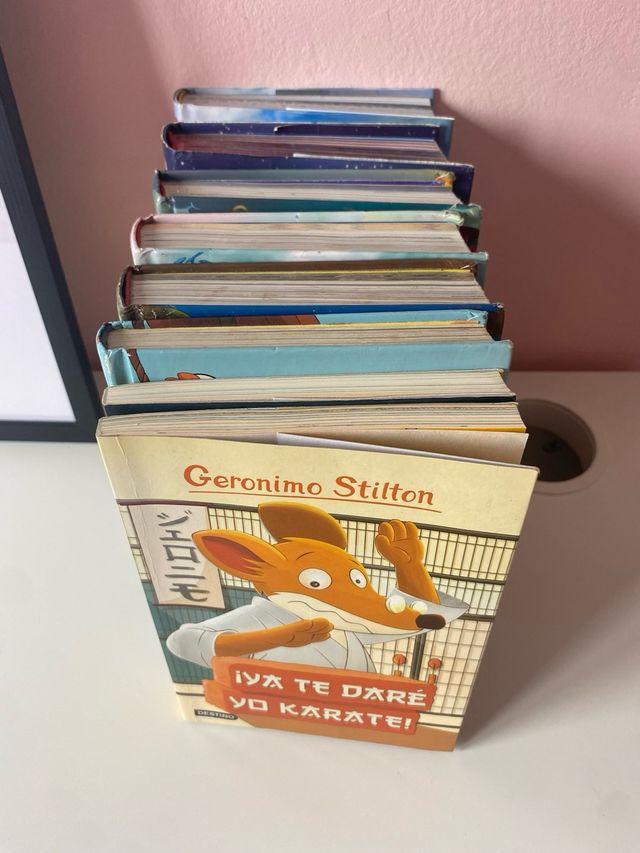 Geronimo Stilton
ジェロニモ
¡YA TE DARÉ
YO KARATE!
DESTINO